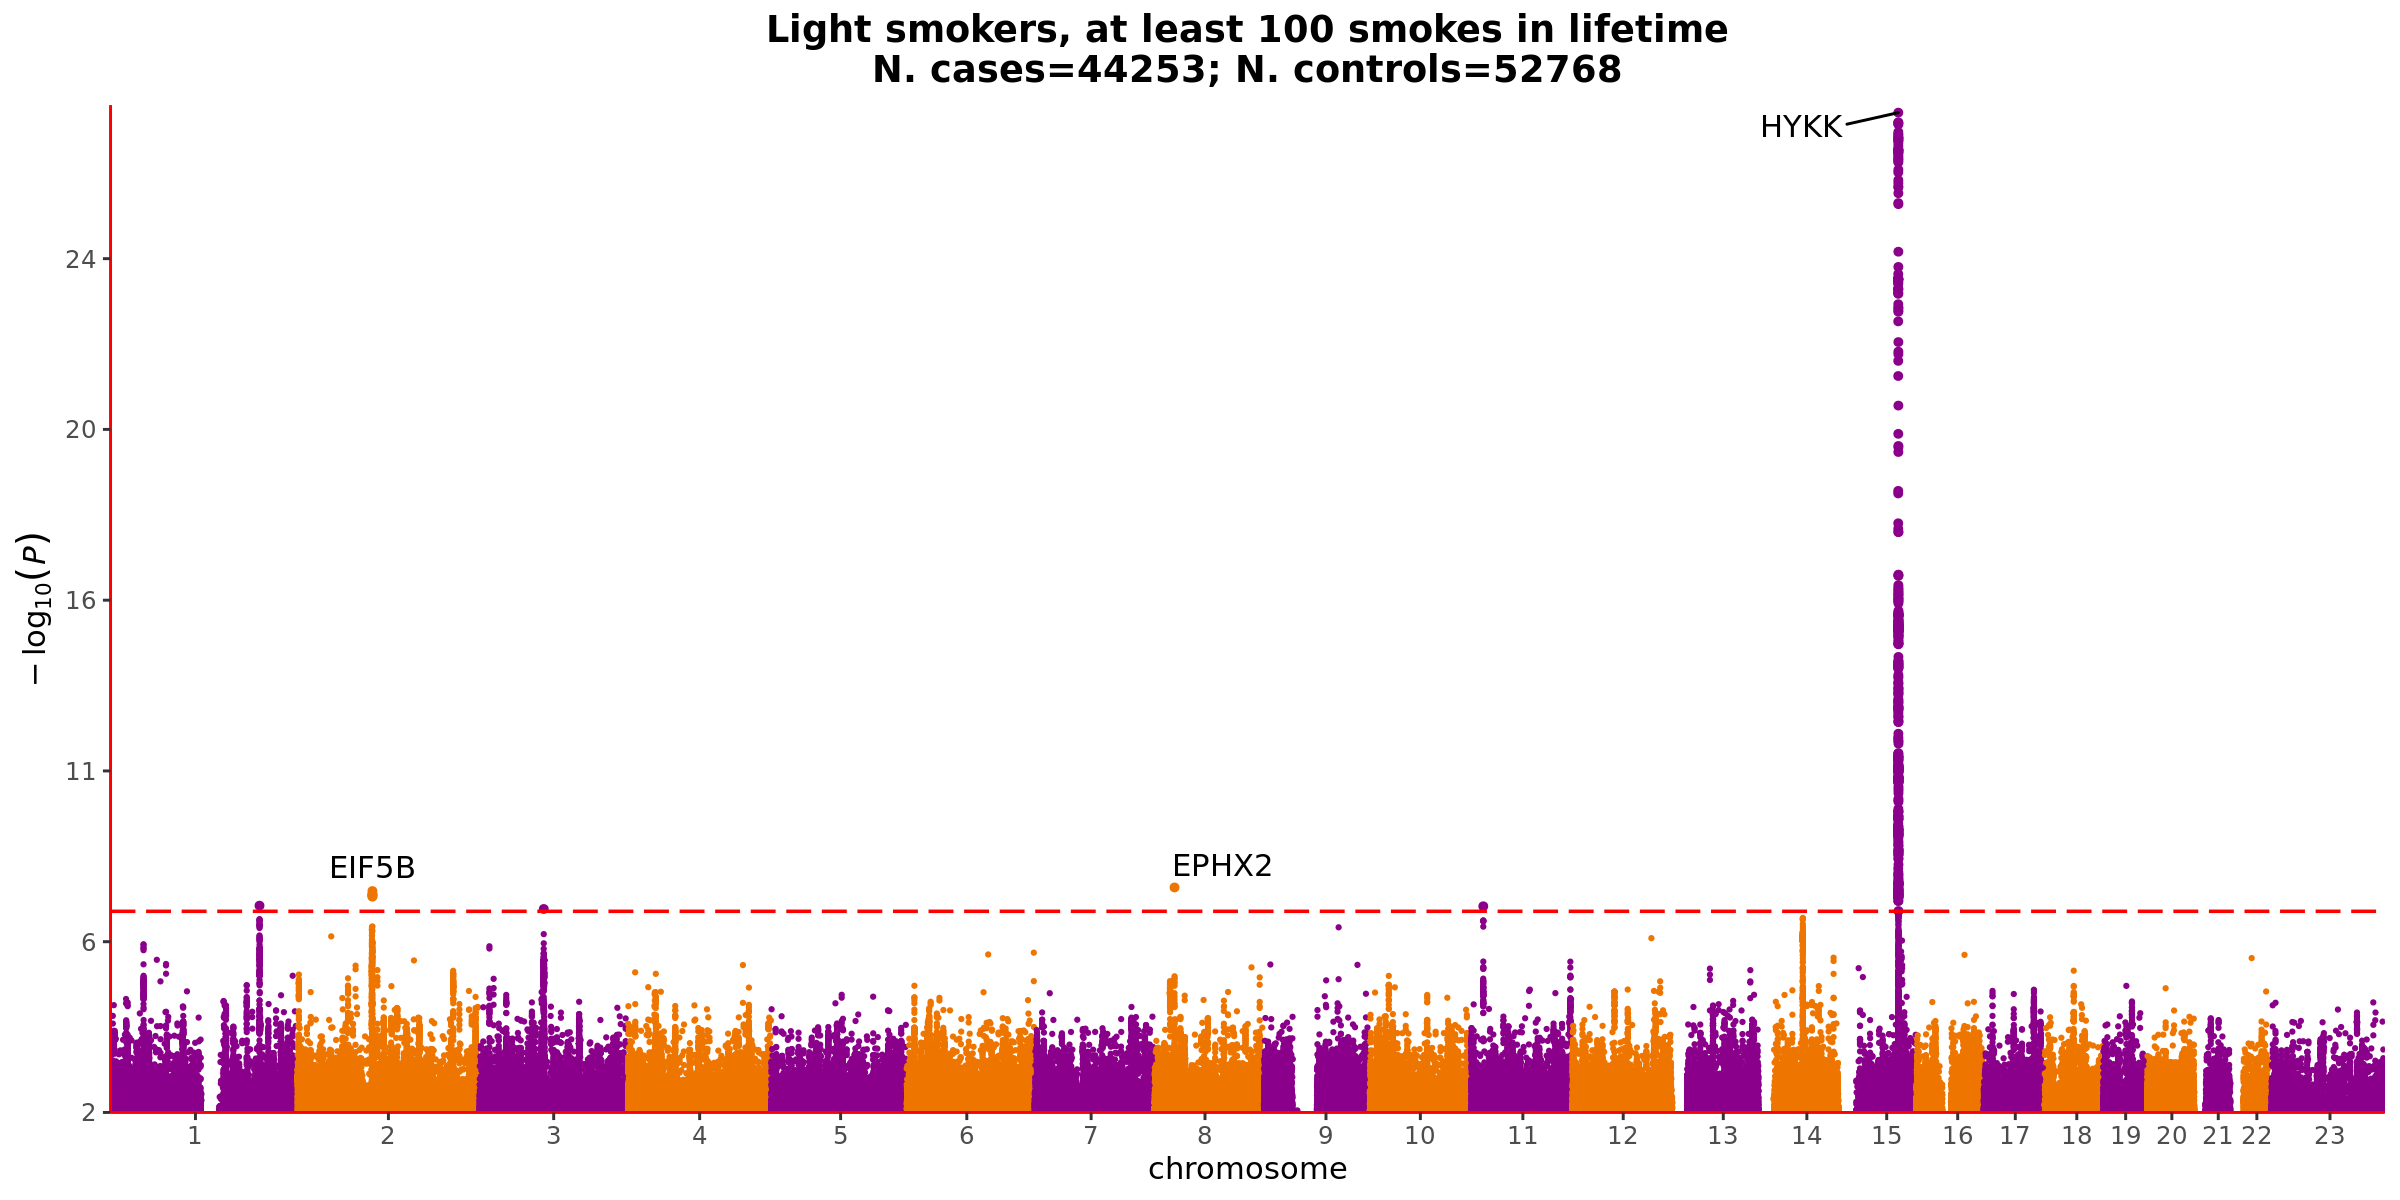 Light smokers, at least 100 smokes in lifetime
N. cases=44253; N. controls=52768
HYKK
24
20
16
11
EIF5B
EPHX2
6
2
− log10(P)
1 2 3 4 5 6 7 8 9 10 11 12 13 14 15 16 17 18 19 20 21 22 23
chromosome